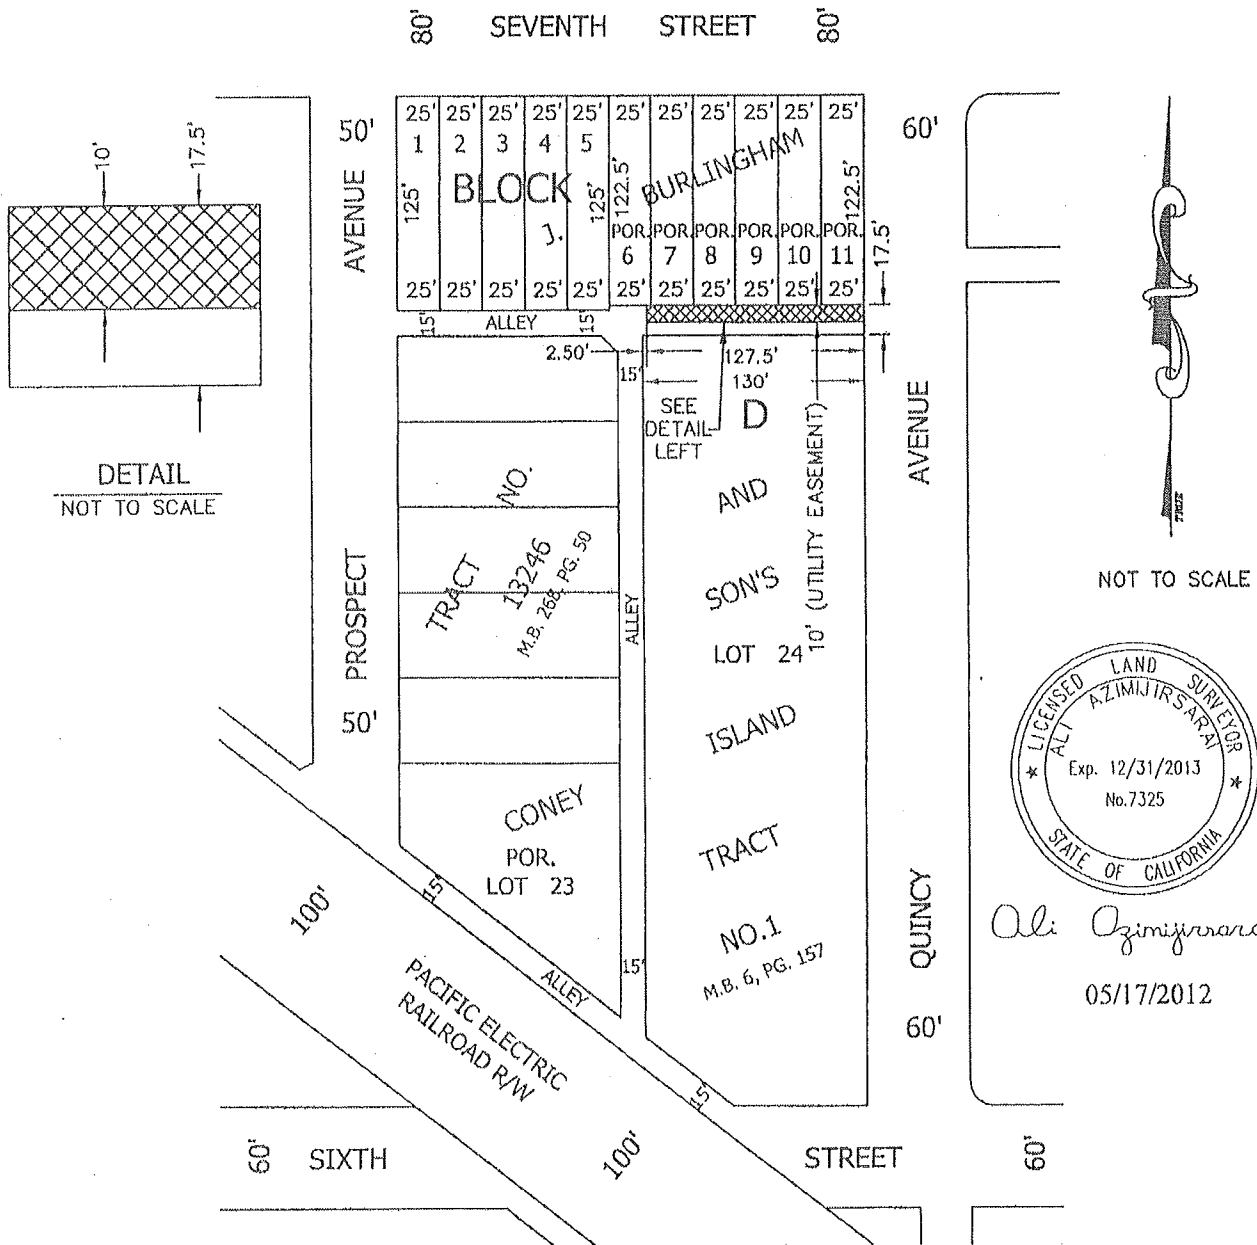 80' SEVENTH STREET 80'
50' 25' 25' 25' 25' 25' 25' 25' 25' 25' 25' 25' 60'
1 2 3 4 5
BLOCK BURLINGHAM
125' 125' 122.5' 122.5'
J.
POR. POR. POR. POR. POR. POR.
6 7 8 9 10 11
25' 25' 25' 25' 25' 25' 25' 25' 25' 25' 25'
17.5'
10' 17.5'
AVENUE
15' ALLEY 15'
2.50' 127.5'
15' 130'
SEE
DETAIL
LEFT
D
10' (UTILITY EASEMENT)
AVENUE
DETAIL
NOT TO SCALE
NO.
TRACT 13246
M.B. 268, PG. 50
AND
SON'S
LOT 24
ISLAND
TRACT
NO.1
M.B. 6, PG. 157
ALLEY
PROSPECT
50'
CONEY
POR.
LOT 23
15'
15'
ALLEY
15'
100'
PACIFIC ELECTRIC
RAILROAD R/W
100'
QUINCY
60'
60' SIXTH STREET 60'
TRUE
NOT TO SCALE
LICENSED LAND SURVEYOR
ALI AZIMIJIRSARAI
Exp. 12/31/2013
No.7325
STATE OF CALIFORNIA
Ali Azimijirsarai
05/17/2012